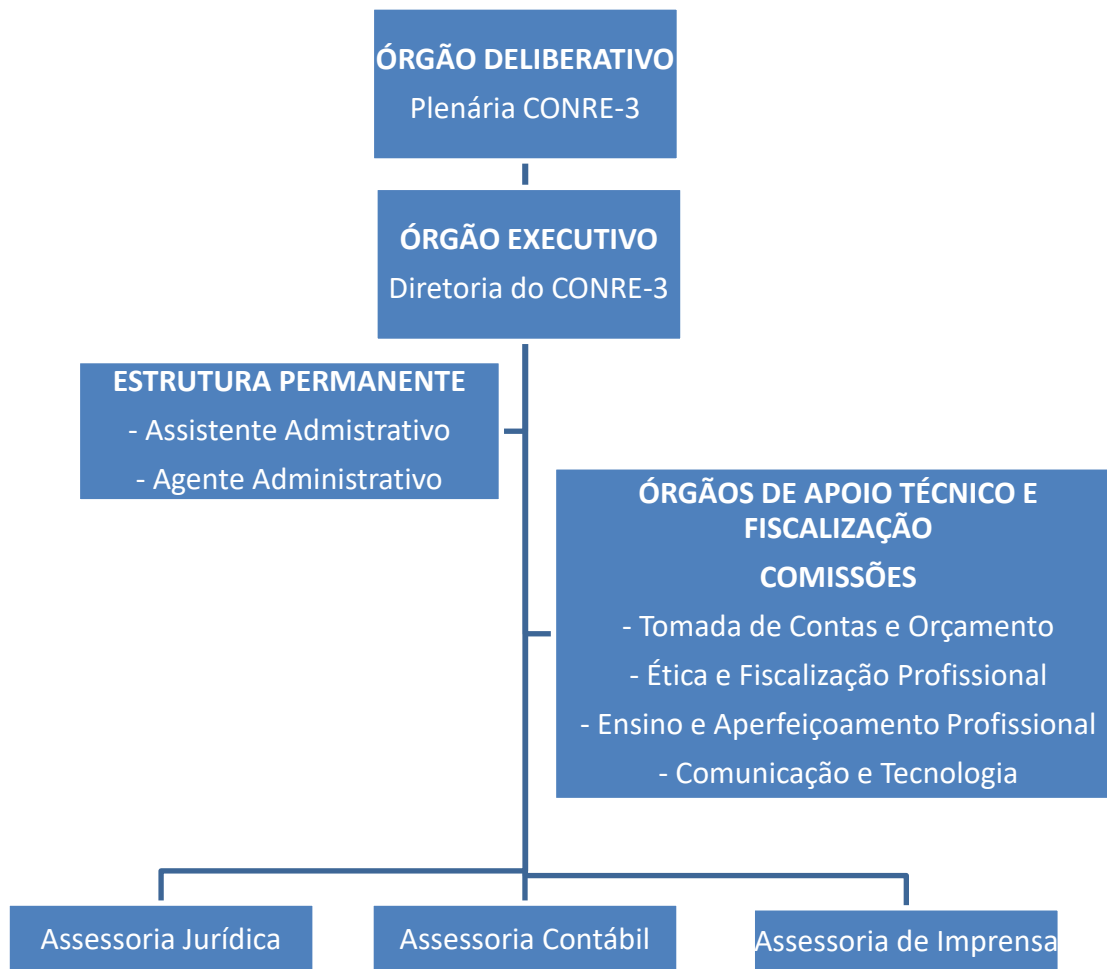 ÓRGÃO DELIBERATIVO
Plenária CONRE-3
ÓRGÃO EXECUTIVO
Diretoria do CONRE-3
ESTRUTURA PERMANENTE
- Assistente Admistrativo
- Agente Administrativo
ÓRGÃOS DE APOIO TÉCNICO E
FISCALIZAÇÃO
COMISSÕES
- Tomada de Contas e Orçamento
- Ética e Fiscalização Profissional
- Ensino e Aperfeiçoamento Profissional
- Comunicação e Tecnologia
Assessoria Jurídica
Assessoria Contábil
Assessoria de Imprensa